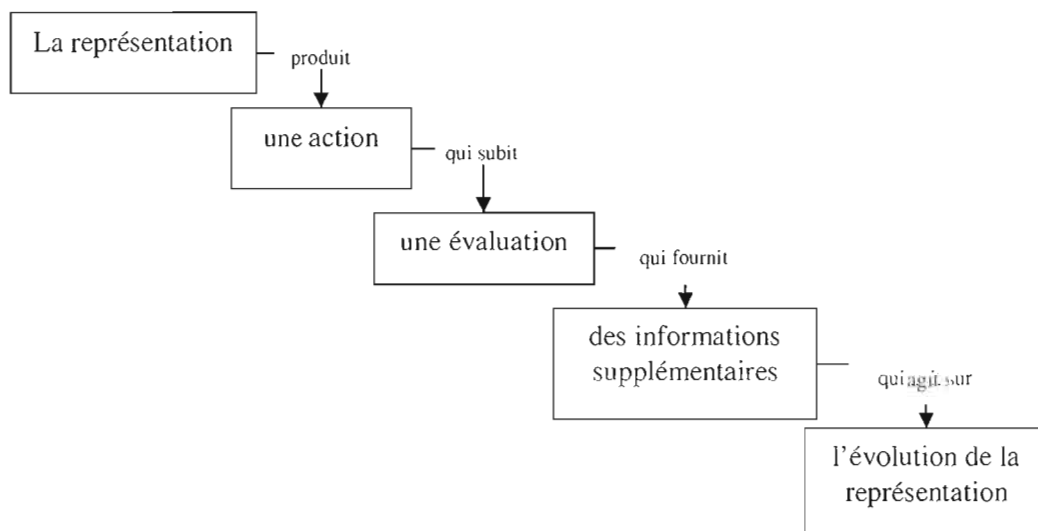 La représentation
produit
une action
qui subit
une évaluation
qui fournit
des informations
supplémentaires
qui agit sur
l'évolution de la
représentation